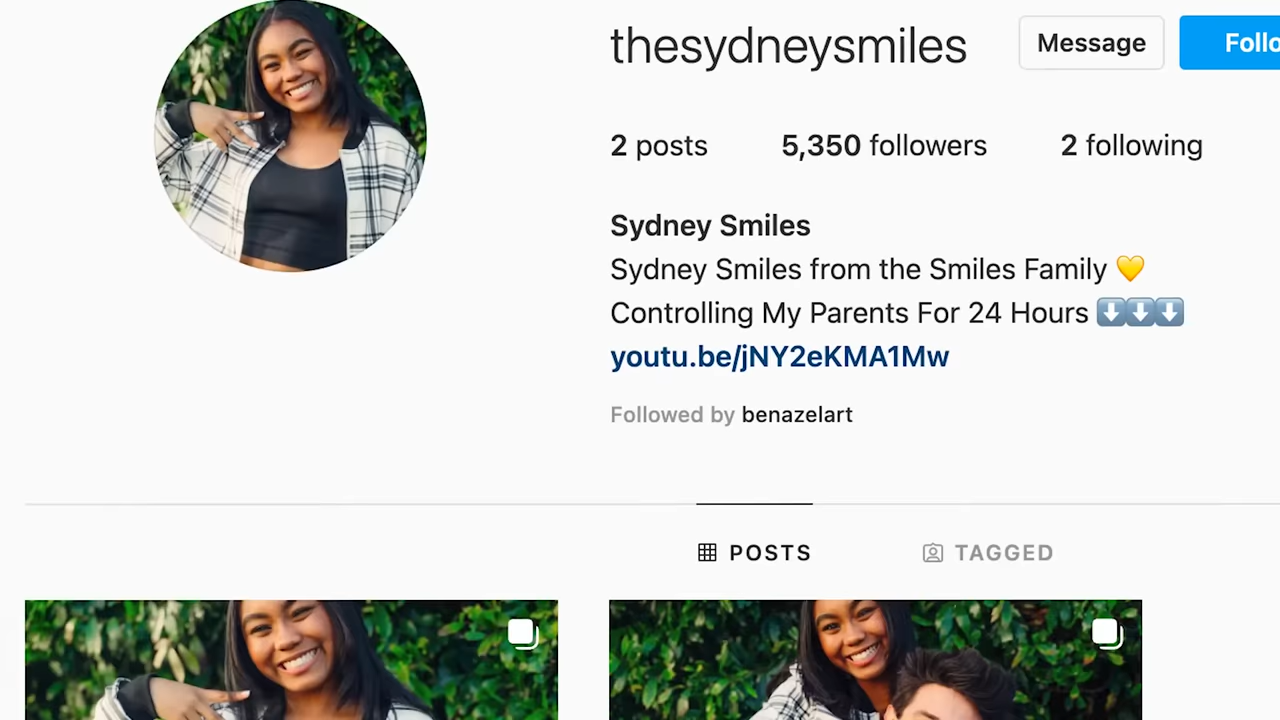 thesydneysmiles Message Follo
2 posts 5,350 followers 2 following
Sydney Smiles
Sydney Smiles from the Smiles Family 💛
Controlling My Parents For 24 Hours ⬇️⬇️⬇️
youtu.be/jNY2eKMA1Mw
Followed by benazelart
POSTS TAGGED